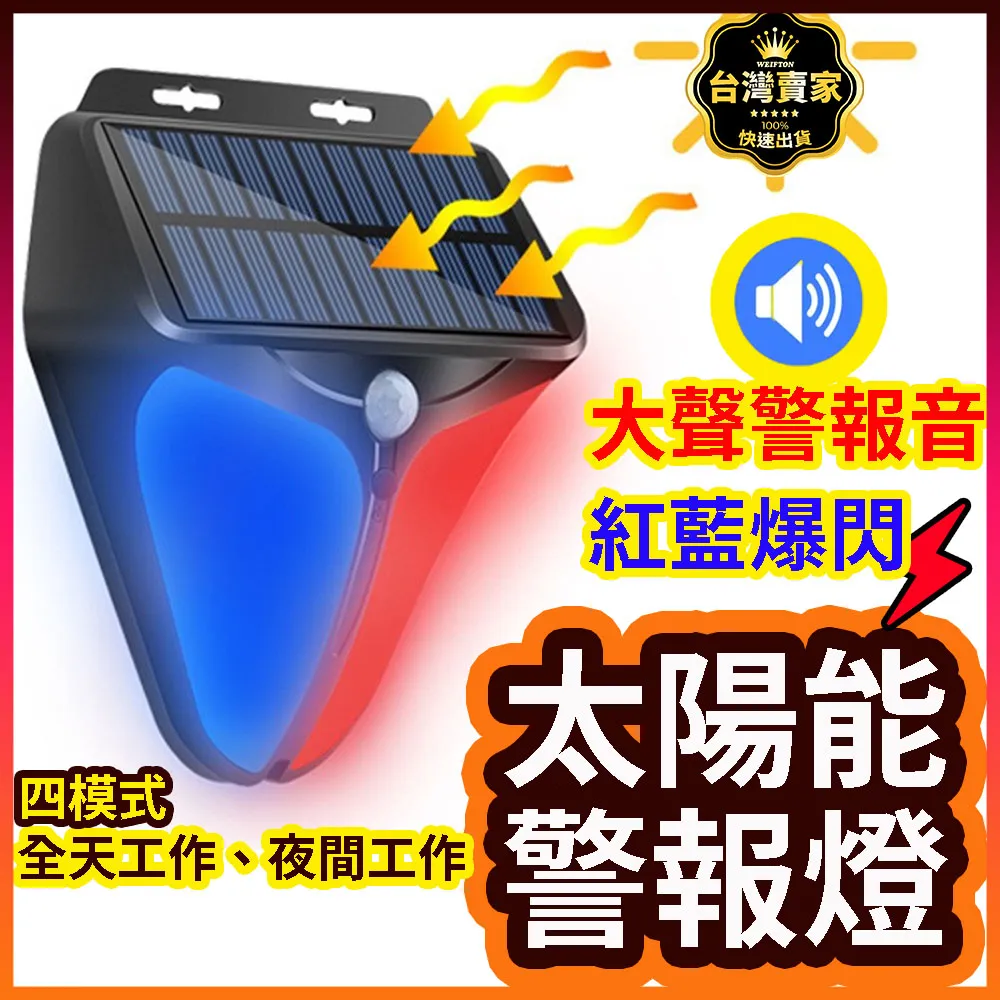 WEIFTON
台灣賣家
100%
快速出貨
大聲警報音
紅藍爆閃
太陽能
警報燈
四模式
全天工作、夜間工作